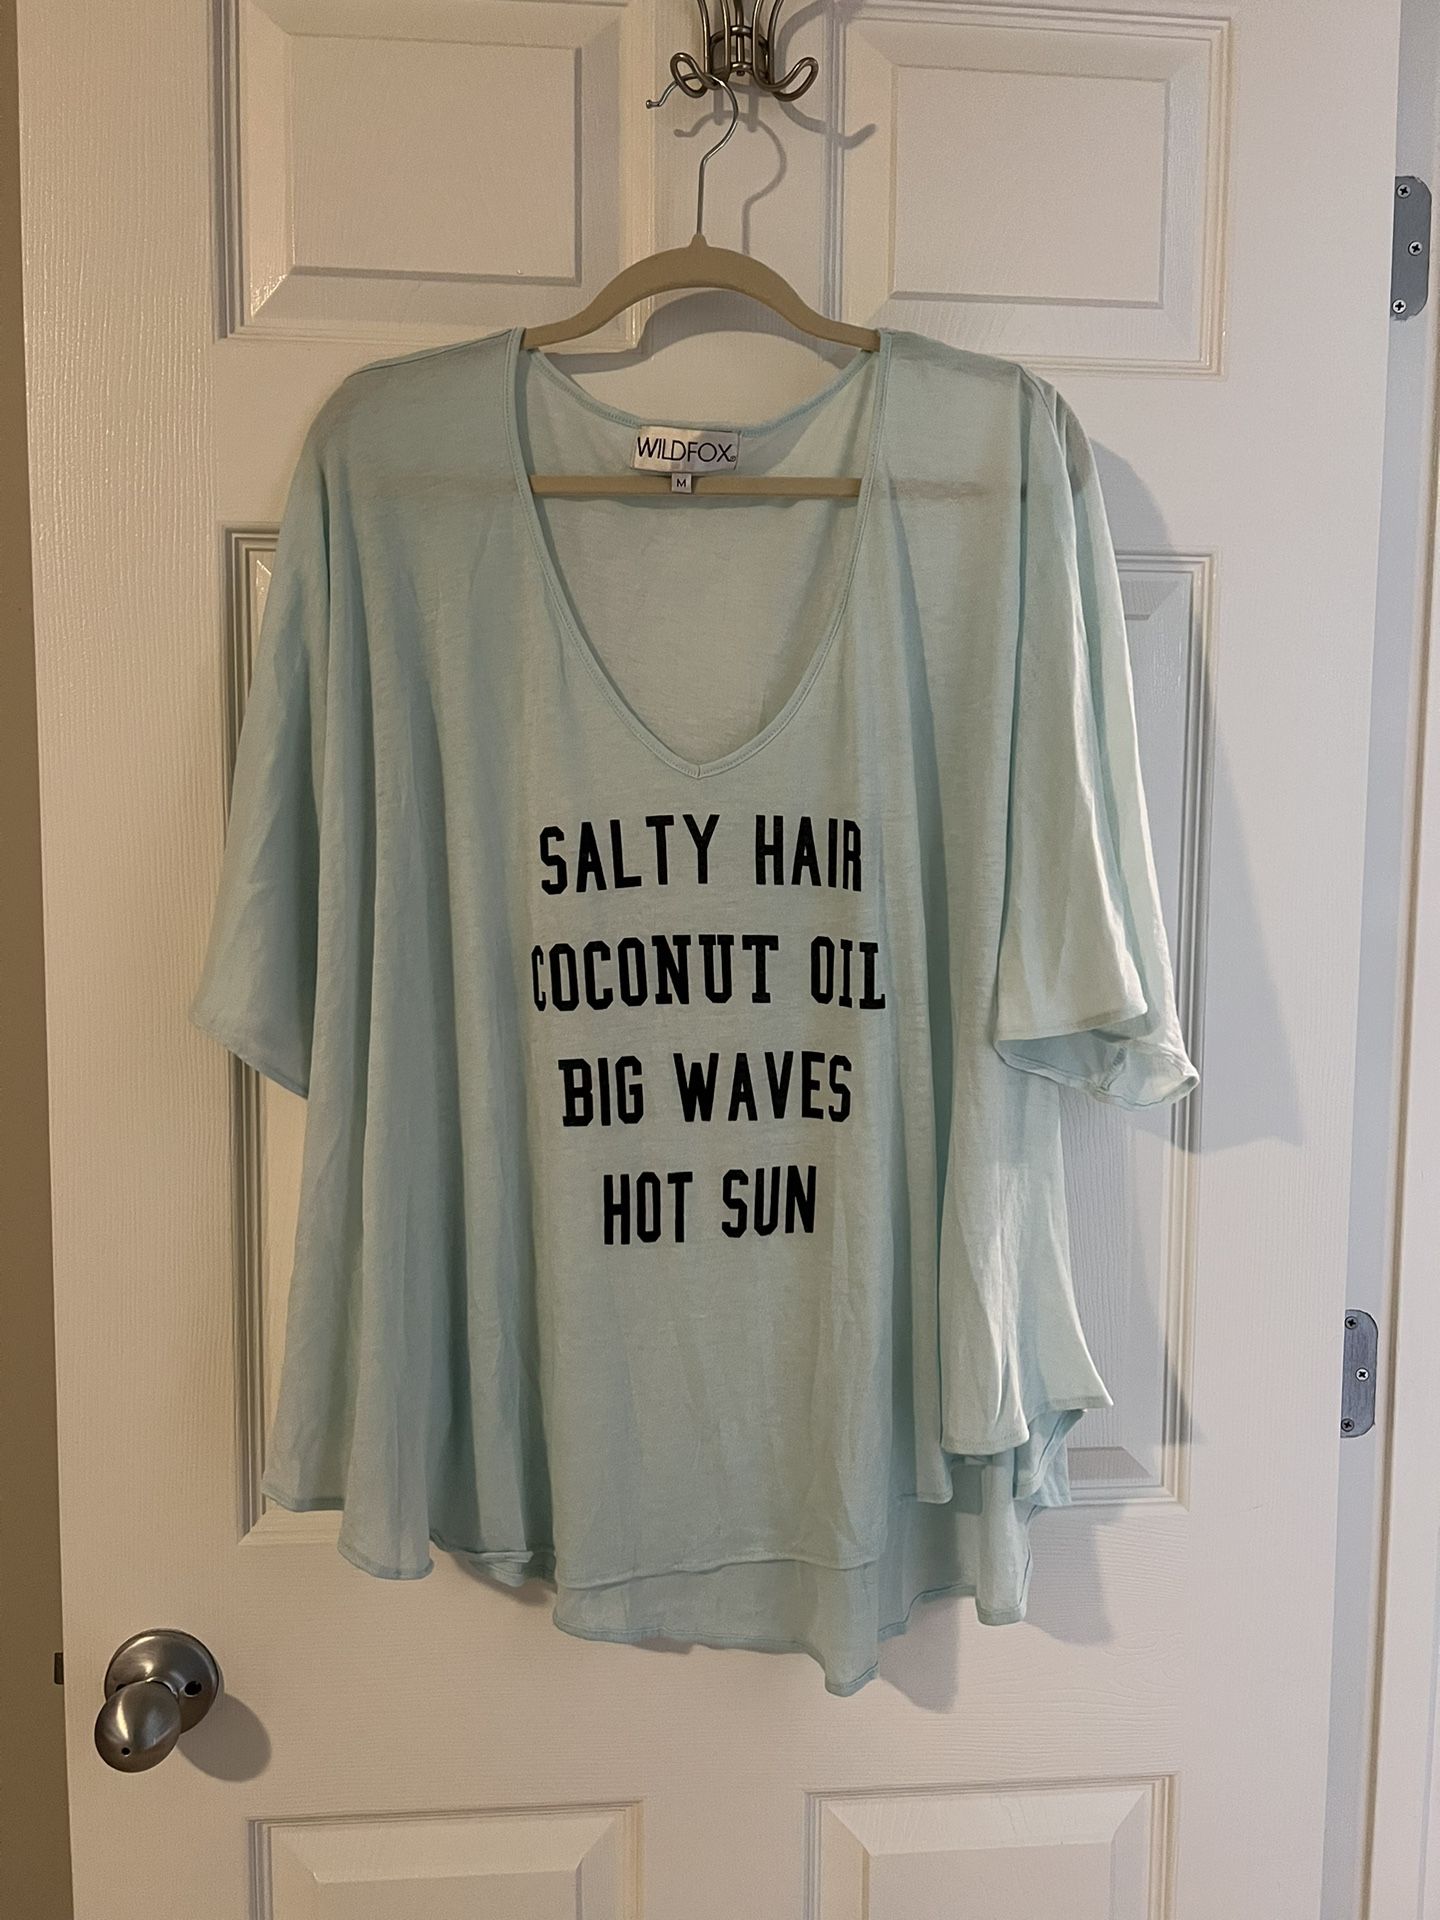 WILDFOX®
M
SALTY HAIR
COCONUT OIL
BIG WAVES
HOT SUN